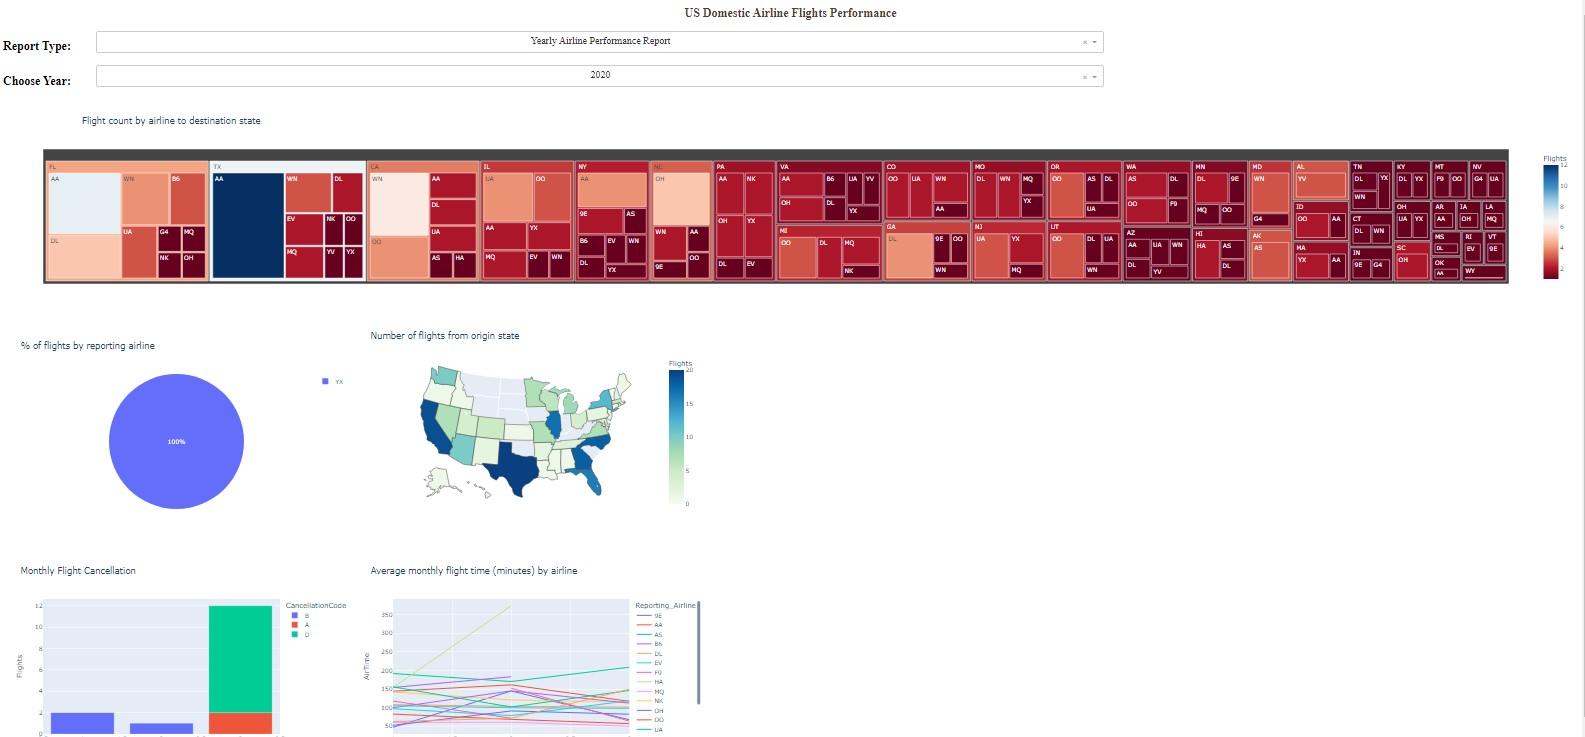 US Domestic Airline Flights Performance
Report Type:
Yearly Airline Performance Report
Choose Year:
2020
Flight count by airline to destination state
FL
AA
WN
B6
DL
UA
G4
MQ
NK
OH
TX
AA
WN
DL
EV
NK
OO
MQ
YV
YX
CA
WN
AA
DL
UA
OO
AS
HA
IL
UA
OO
AA
YX
MQ
EV
WN
NY
AA
9E
AS
B6
EV
WN
DL
YX
NC
OH
WN
AA
OO
9E
PA
AA
NK
OH
YX
DL
EV
VA
AA
B6
UA
YV
OH
DL
YX
MI
OO
DL
MQ
NK
CO
OO
UA
WN
AA
GA
DL
9E
OO
WN
MO
DL
WN
MQ
YX
NJ
UA
YX
MQ
OR
OO
AS
DL
UA
UT
OO
DL
UA
WN
WA
AS
DL
OO
F9
AZ
AA
UA
WN
DL
YV
MN
DL
9E
MQ
OO
HI
HA
AS
DL
MD
WN
G4
AK
AS
AL
YV
ID
OO
AA
MA
YX
AA
TN
DL
YX
WN
CT
DL
WN
IN
9E
G4
KY
DL
YX
OH
UA
YX
SC
OH
MT
F9
OO
AR
AA
IA
OH
MS
DL
OK
AA
NV
G4
UA
LA
MQ
RI
EV
VT
9E
WY
Flights
12
10
8
6
4
2
% of flights by reporting airline
100%
YX
Number of flights from origin state
Flights
20
15
10
5
0
Monthly Flight Cancellation
Flights
12
10
8
6
4
2
0
CancellationCode
B
A
D
Average monthly flight time (minutes) by airline
AirTime
350
300
250
200
150
100
50
Reporting_Airline
9E
AA
AS
B6
DL
EV
F9
HA
MQ
NK
OH
OO
UA